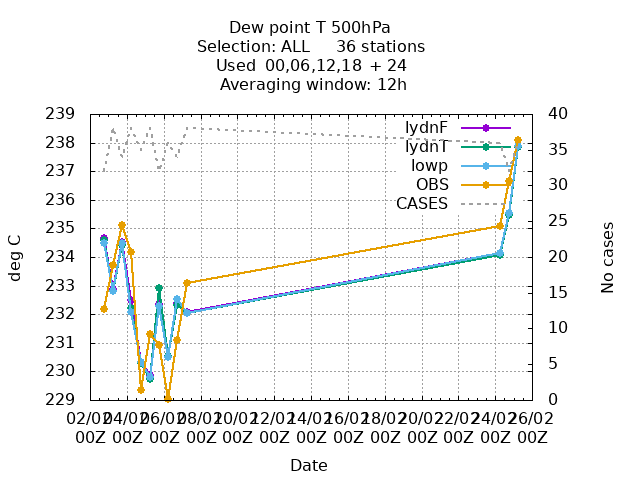 Dew point T 500hPa
Selection: ALL 36 stations
Used 00,06,12,18 + 24
Averaging window: 12h
239
238
237
236
235
234
233
232
231
230
229
deg C
40
35
30
25
20
15
10
5
0
No cases
lydnF
lydnT
lowp
OBS
CASES
02/02 04/02 06/02 08/02 10/02 12/02 14/02 16/02 18/02 20/02 22/02 24/02 26/02
00Z 00Z 00Z 00Z 00Z 00Z 00Z 00Z 00Z 00Z 00Z 00Z 00Z
Date